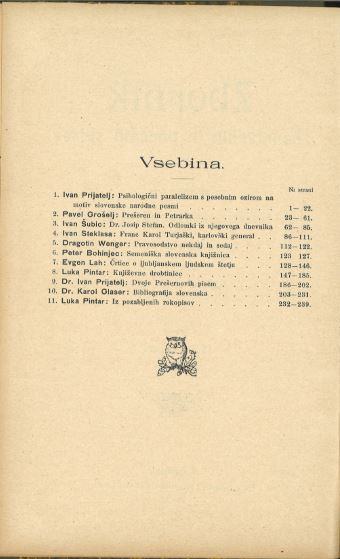 Vsebina.
Na strani
1. Ivan Prijatelj: Psihologični paralelizem s posebnim ozirom na
motiv slovenske narodne pesmi . . . . . . . . 1— 22.
2. Pavel Grošelj: Prešeren in Petrarka . . . . . . . . 23— 61.
3. Ivan Šubic: Dr. Josip Stefan. Odlomki iz njegovega dnevnika 62— 85.
4. Ivan Steklasa: Franc Karol Turjaški, karlovški general . . 86—111.
5. Dragotin Wenger: Pravosodstvo nekdaj in sedaj . . . . . 112—122.
6. Peter Bohinjec: Semeniška slovenska knjižnica . . . . . 123 127.
7. Evgen Lah: Črtice o ljubljanskem ljudskem štetju . . . . 128—146.
8. Luka Pintar: Književne drobtinice . . . . . . . . 147—185.
9. Dr. Ivan Prijatelj: Dvoje Prešernovih pisem . . . . . . 186—202.
10. Dr. Karol Glaser: Bibliografija slovenska . . . . . . . 203—231.
11. Luka Pintar: Iz pozabljenih rokopisov . . . . . . . 232—239.